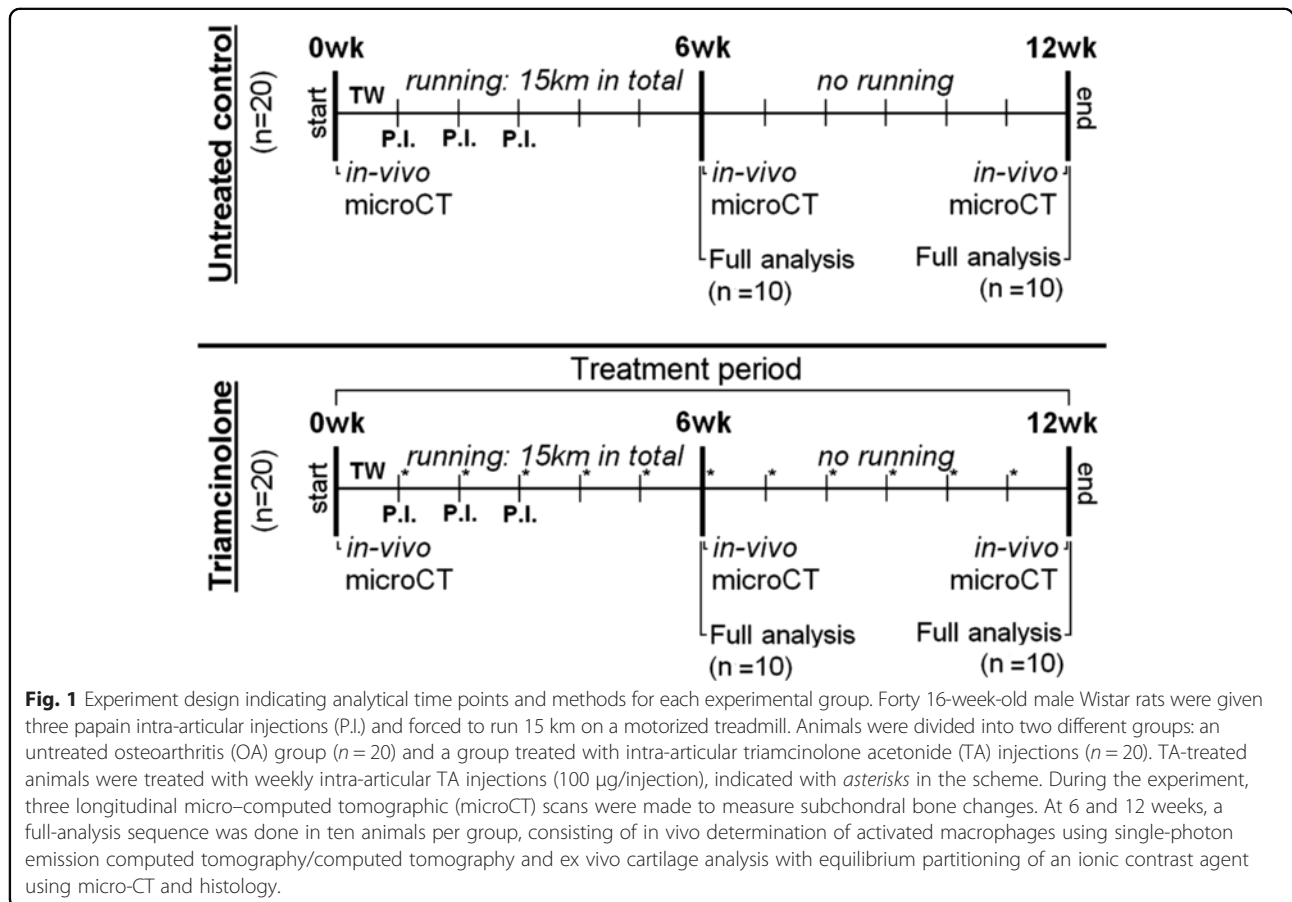 0wk 6wk 12wk
Untreated control
(n=20)
start
TW running: 15km in total no running
end
P.I. P.I. P.I.
in-vivo in-vivo in-vivo
microCT microCT microCT
Full analysis Full analysis
(n =10) (n =10)
Treatment period
0wk 6wk 12wk
Triamcinolone
(n=20)
start
TW running: 15km in total no running
end
* * * * * * * * * * *
P.I. P.I. P.I.
in-vivo in-vivo in-vivo
microCT microCT microCT
Full analysis Full analysis
(n =10) (n =10)
Fig. 1 Experiment design indicating analytical time points and methods for each experimental group. Forty 16-week-old male Wistar rats were given
three papain intra-articular injections (P.I.) and forced to run 15 km on a motorized treadmill. Animals were divided into two different groups: an
untreated osteoarthritis (OA) group (n = 20) and a group treated with intra-articular triamcinolone acetonide (TA) injections (n = 20). TA-treated
animals were treated with weekly intra-articular TA injections (100 μg/injection), indicated with asterisks in the scheme. During the experiment,
three longitudinal micro–computed tomographic (microCT) scans were made to measure subchondral bone changes. At 6 and 12 weeks, a
full-analysis sequence was done in ten animals per group, consisting of in vivo determination of activated macrophages using single-photon
emission computed tomography/computed tomography and ex vivo cartilage analysis with equilibrium partitioning of an ionic contrast agent
using micro-CT and histology.